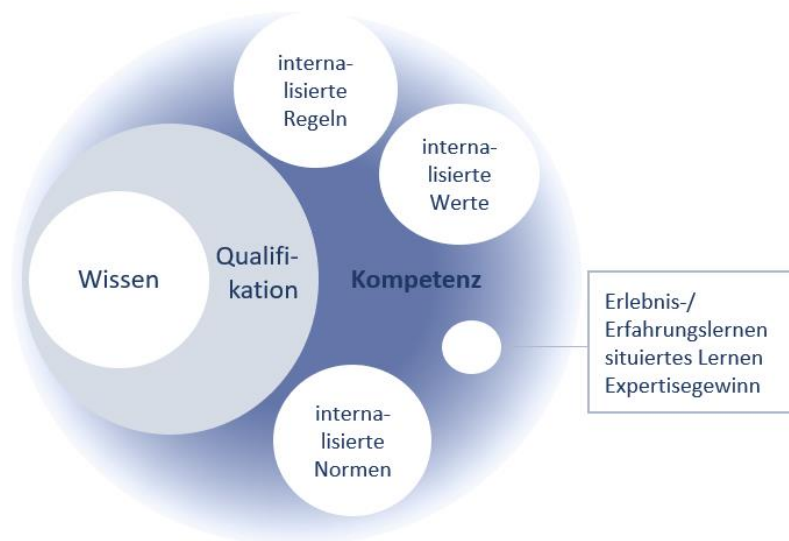 interna-
lisierte
Regeln
interna-
lisierte
Werte
Wissen
Qualifi-
kation
Kompetenz
Erlebnis-/
Erfahrungslernen
situiertes Lernen
Expertisegewinn
interna-
lisierte
Normen